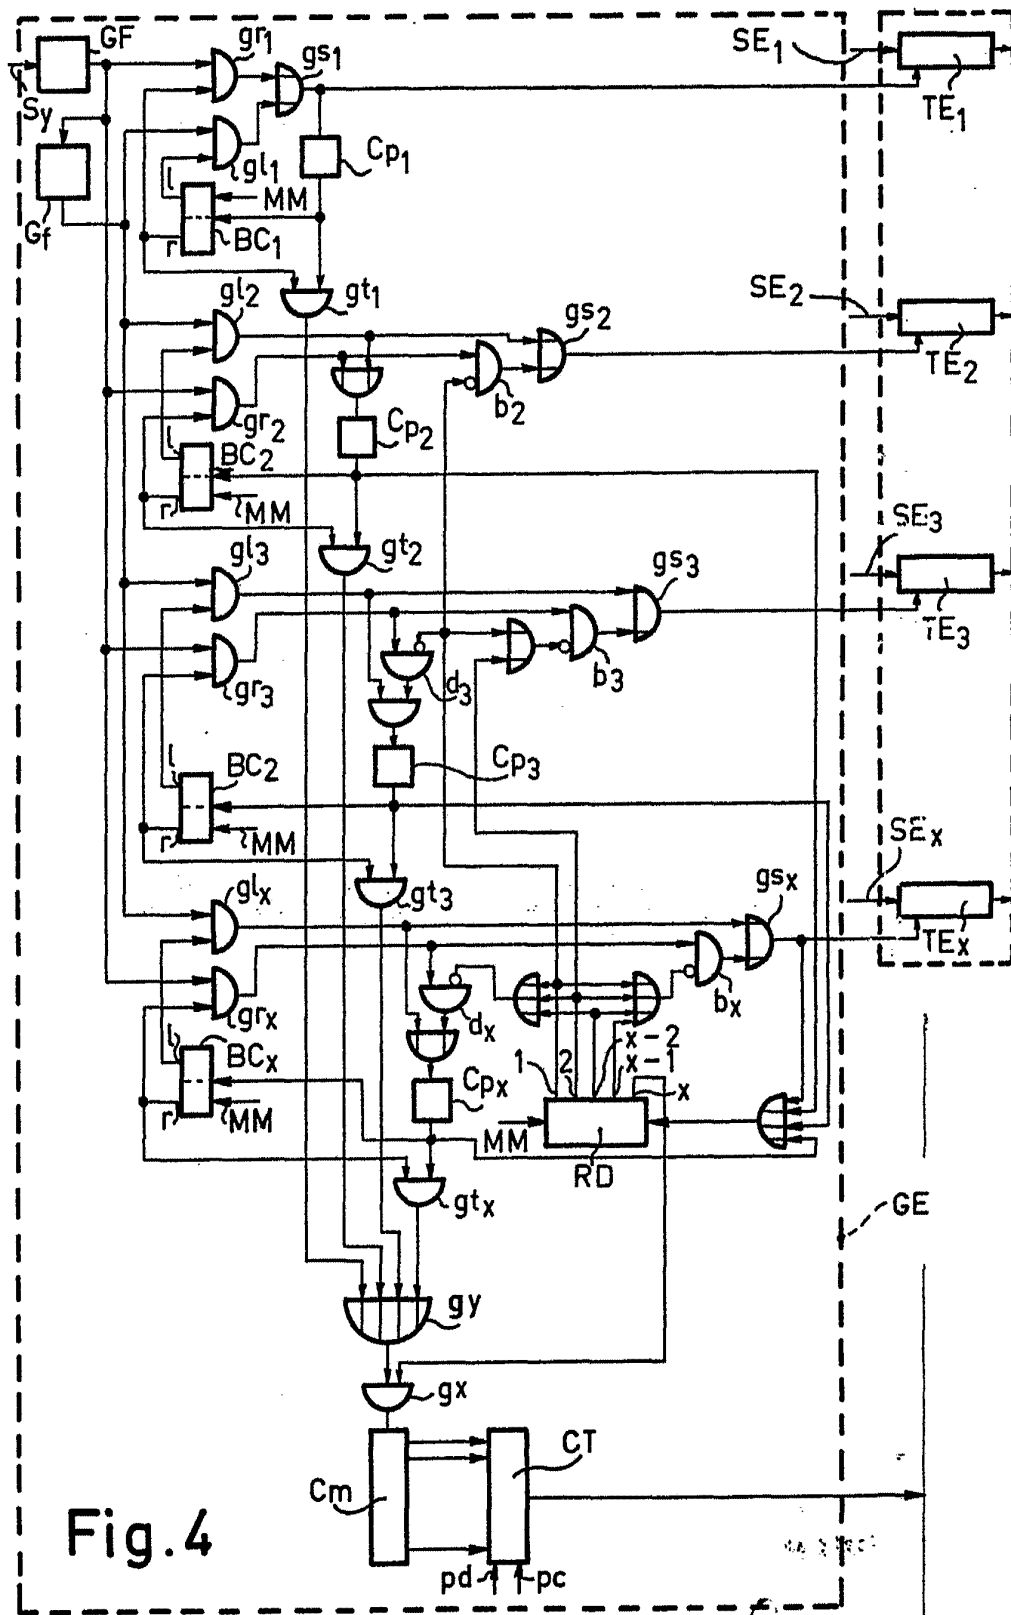 GF
gr1
gs1
SE1
Sy
TE1
Cp1
gl1
l
MM
Gf
r
BC1
gt1
gl2
SE2
gs2
TE2
b2
gr2
Cp2
l
BC2
r
MM
gt2
SE3
gl3
gs3
TE3
gr3
d3
b3
Cp3
l
BC2
r
MM
SEx
glx
gt3
gsx
TEx
grx
dx
bx
l
BCx
x-2
1
2
x-1
Cpx
x
r
MM
MM
RD
gtx
GE
gy
gx
CT
Cm
Fig.4
pd
pc